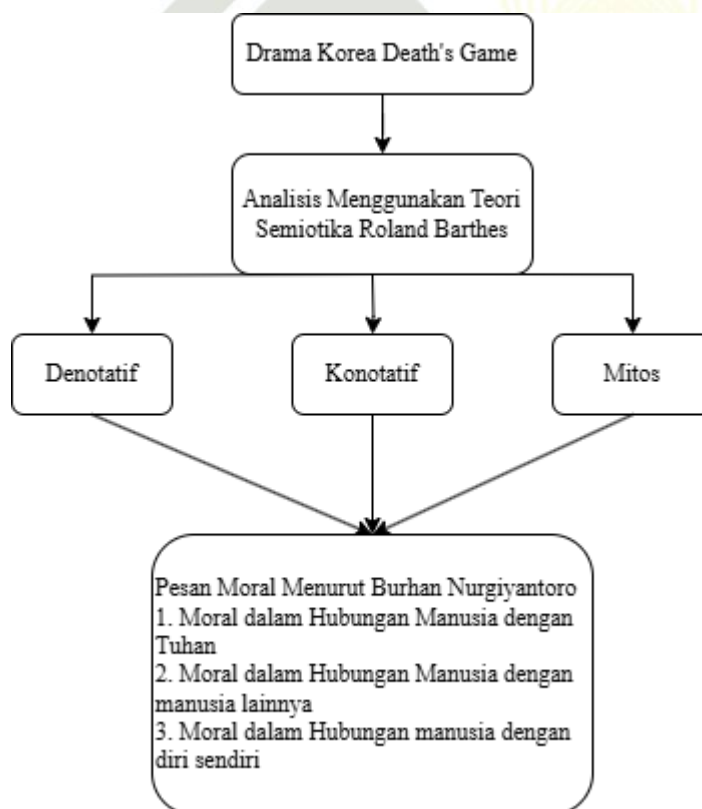 Drama Korea Death's Game
Analisis Menggunakan Teori
Semiotika Roland Barthes
Denotatif
Konotatif
Mitos
Pesan Moral Menurut Burhan Nurgiyantoro
1. Moral dalam Hubungan Manusia dengan
Tuhan
2. Moral dalam Hubungan Manusia dengan
manusia lainnya
3. Moral dalam Hubungan manusia dengan
diri sendiri